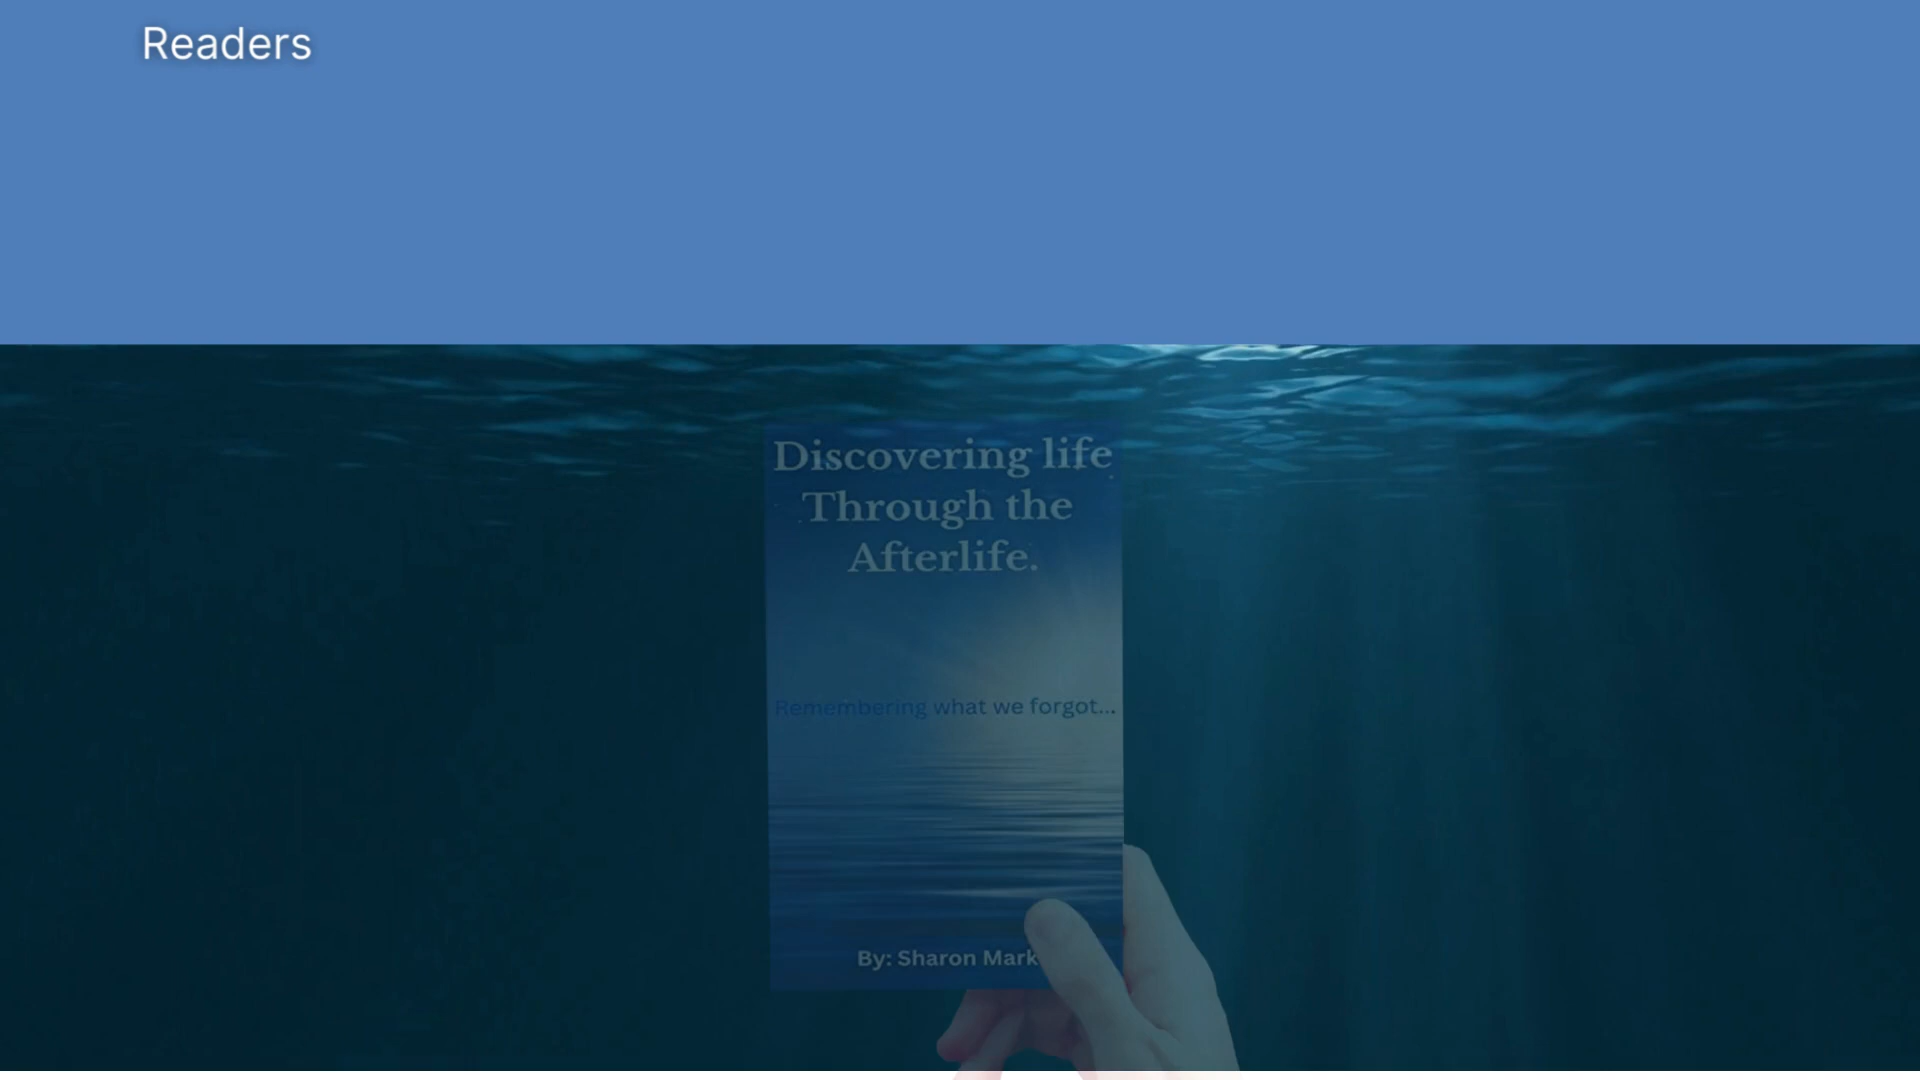 Readers
Discovering life
Through the
Afterlife.
Remembering what we forgot...
By: Sharon Mark